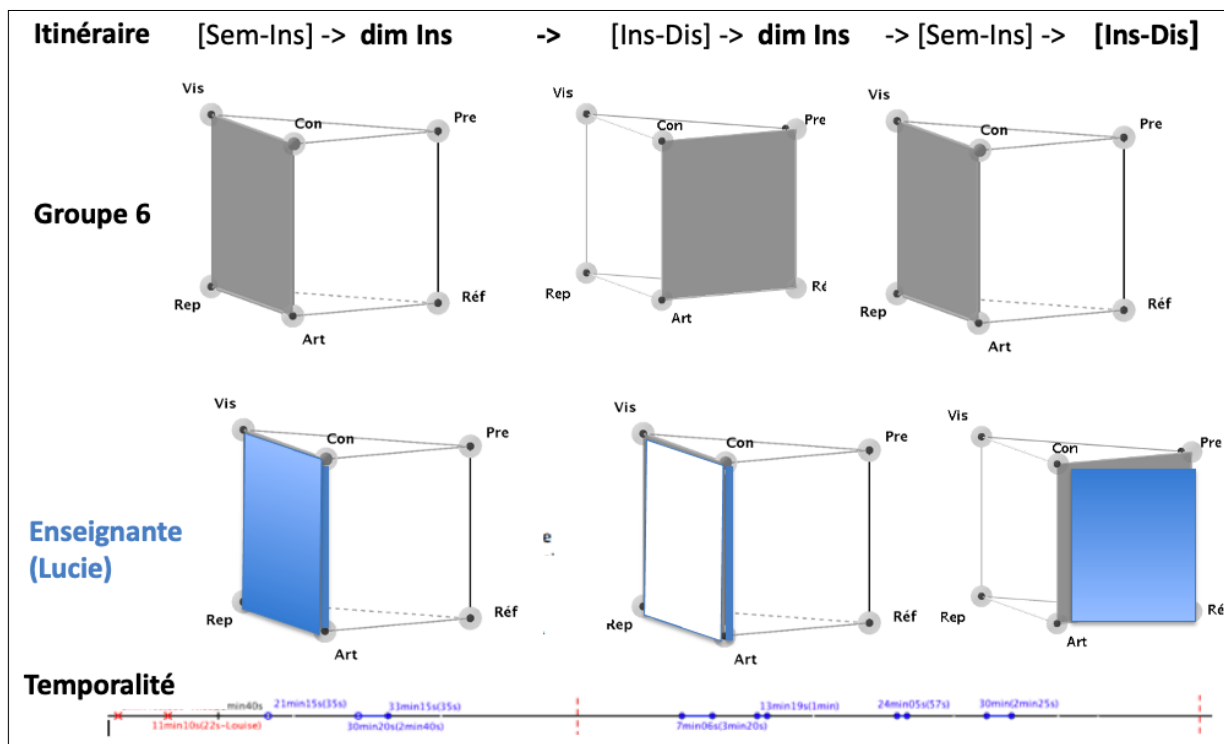 Itinéraire [Sem-Ins] -> dim Ins -> [Ins-Dis] -> dim Ins -> [Sem-Ins] -> [Ins-Dis]
Vis Con Pre Vis Con Pre Vis Con Pre
Groupe 6
Rep Art Réf Rep Art Ré Rep Art Réf
Vis Con Pre Vis Con Pre Vis Con Pre
Enseignante
(Lucie)
e
Rep Art Réf Rep Art Réf Rep Art Ré
Temporalité
min40s 21min15s(35s) 33min15s(35s) 13min19s(1min) 24min05s(57s) 30min(2min25s)
11min10s(22s-Louise) 30min20s(2min40s) 7min06s(3min20s)